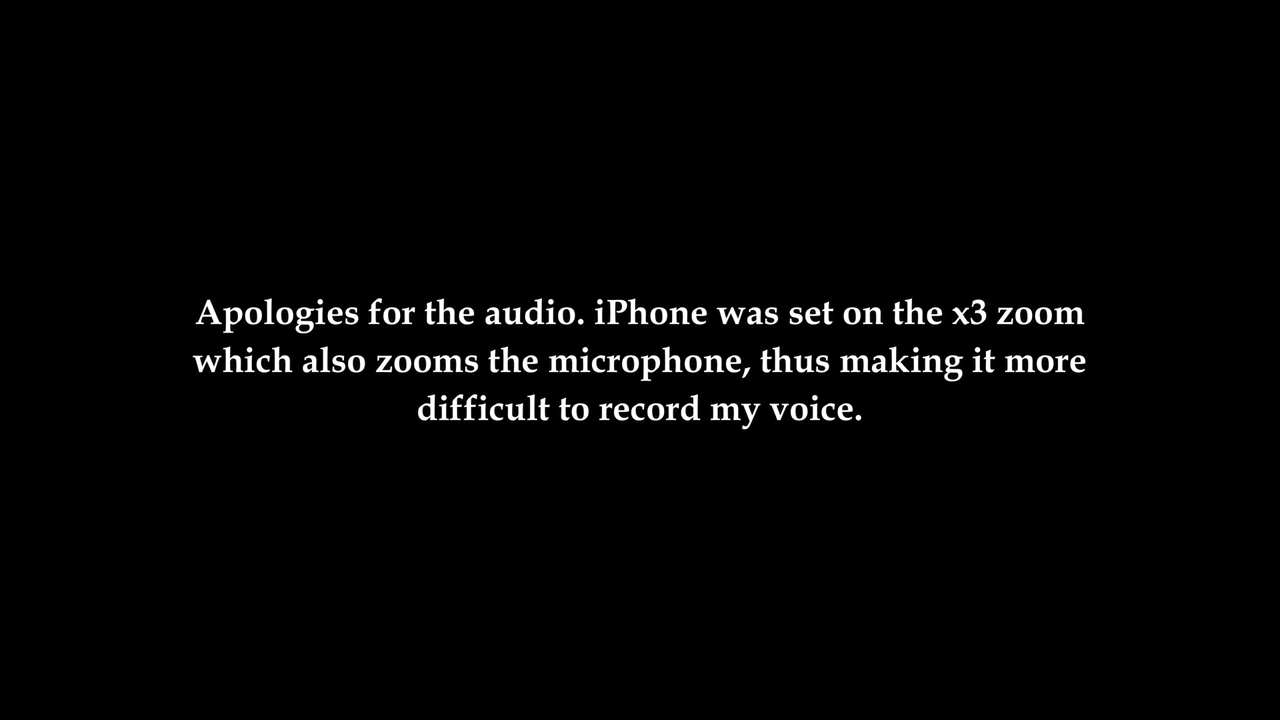 Apologies for the audio. iPhone was set on the x3 zoom
which also zooms the microphone, thus making it more
difficult to record my voice.